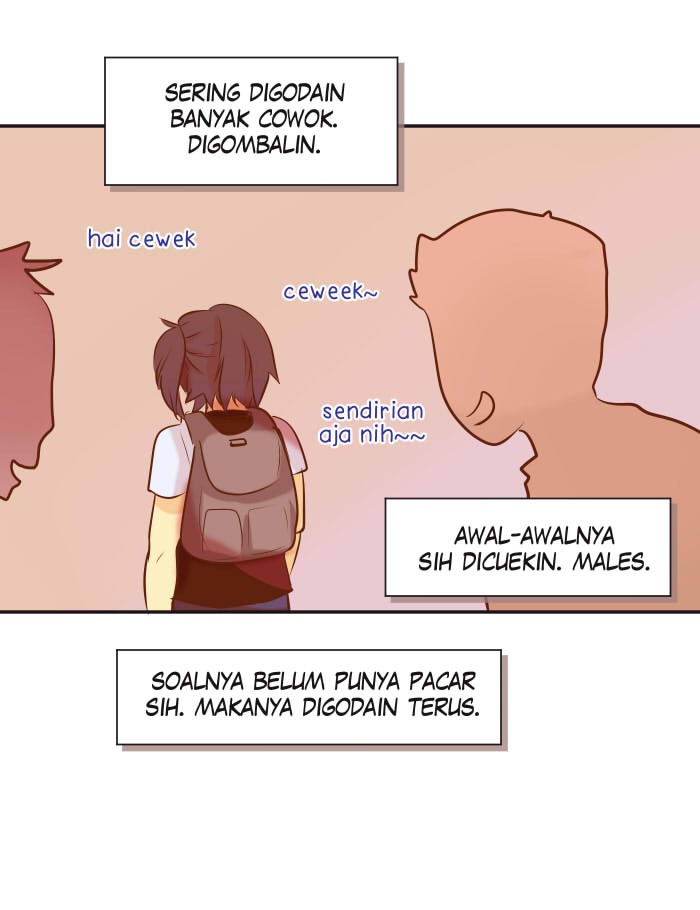 SERING DIGODAIN
BANYAK COWOK.
DIGOMBALIN.
hai cewek
ceweek~
sendirian
aja nih~~
AWAL-AWALNYA
SIH DICUEKIN. MALES.
SOALNYA BELUM PUNYA PACAR
SIH. MAKANYA DIGODAIN TERUS.